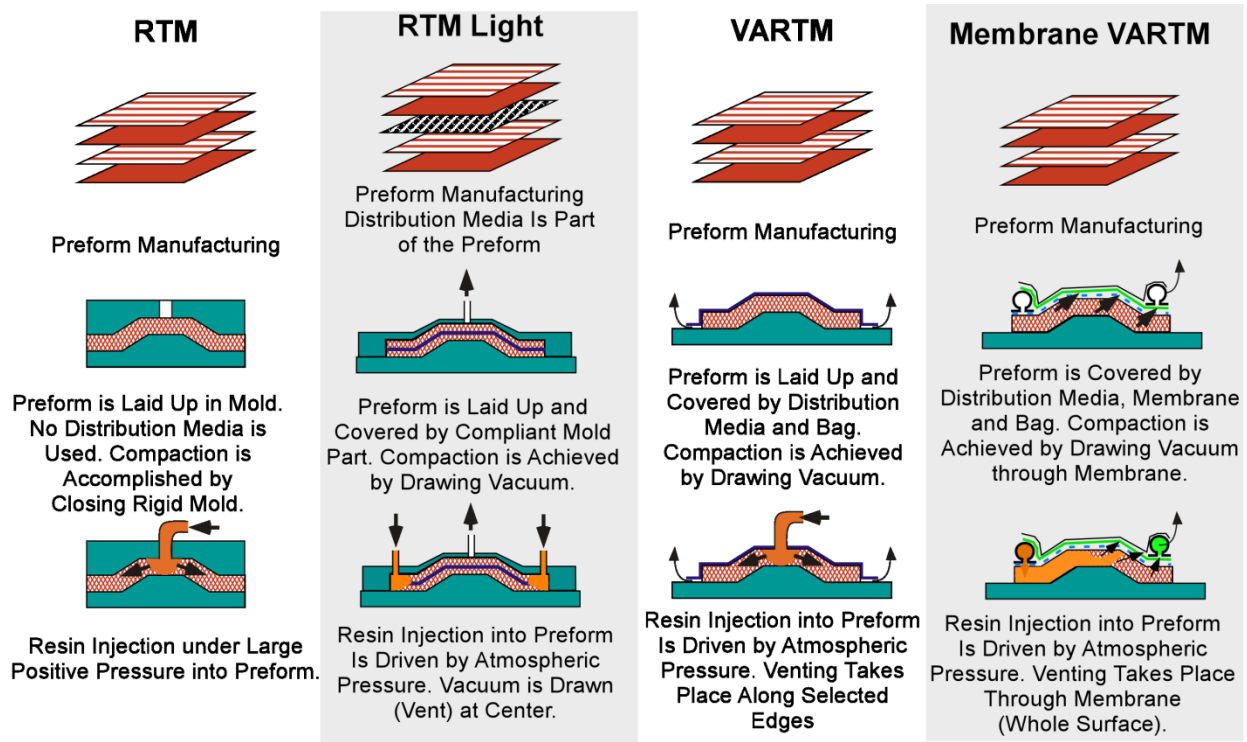 RTM
Preform Manufacturing
Preform is Laid Up in Mold.
No Distribution Media is
Used. Compaction is
Accomplished by
Closing Rigid Mold.
Resin Injection under Large
Positive Pressure into Preform.
RTM Light
Preform Manufacturing
Distribution Media Is Part
of the Preform
Preform is Laid Up and
Covered by Compliant Mold
Part. Compaction is Achieved
by Drawing Vacuum.
Resin Injection into Preform
Is Driven by Atmospheric
Pressure. Vacuum is Drawn
(Vent) at Center.
VARTM
Preform Manufacturing
Preform is Laid Up and
Covered by Distribution
Media and Bag.
Compaction is Achieved
by Drawing Vacuum.
Resin Injection into Preform
Is Driven by Atmospheric
Pressure. Venting Takes
Place Along Selected
Edges
Membrane VARTM
Preform Manufacturing
Preform is Covered by
Distribution Media, Membrane
and Bag. Compaction is
Achieved by Drawing Vacuum
through Membrane.
Resin Injection into Preform
Is Driven by Atmospheric
Pressure. Venting Takes Place
Through Membrane
(Whole Surface).